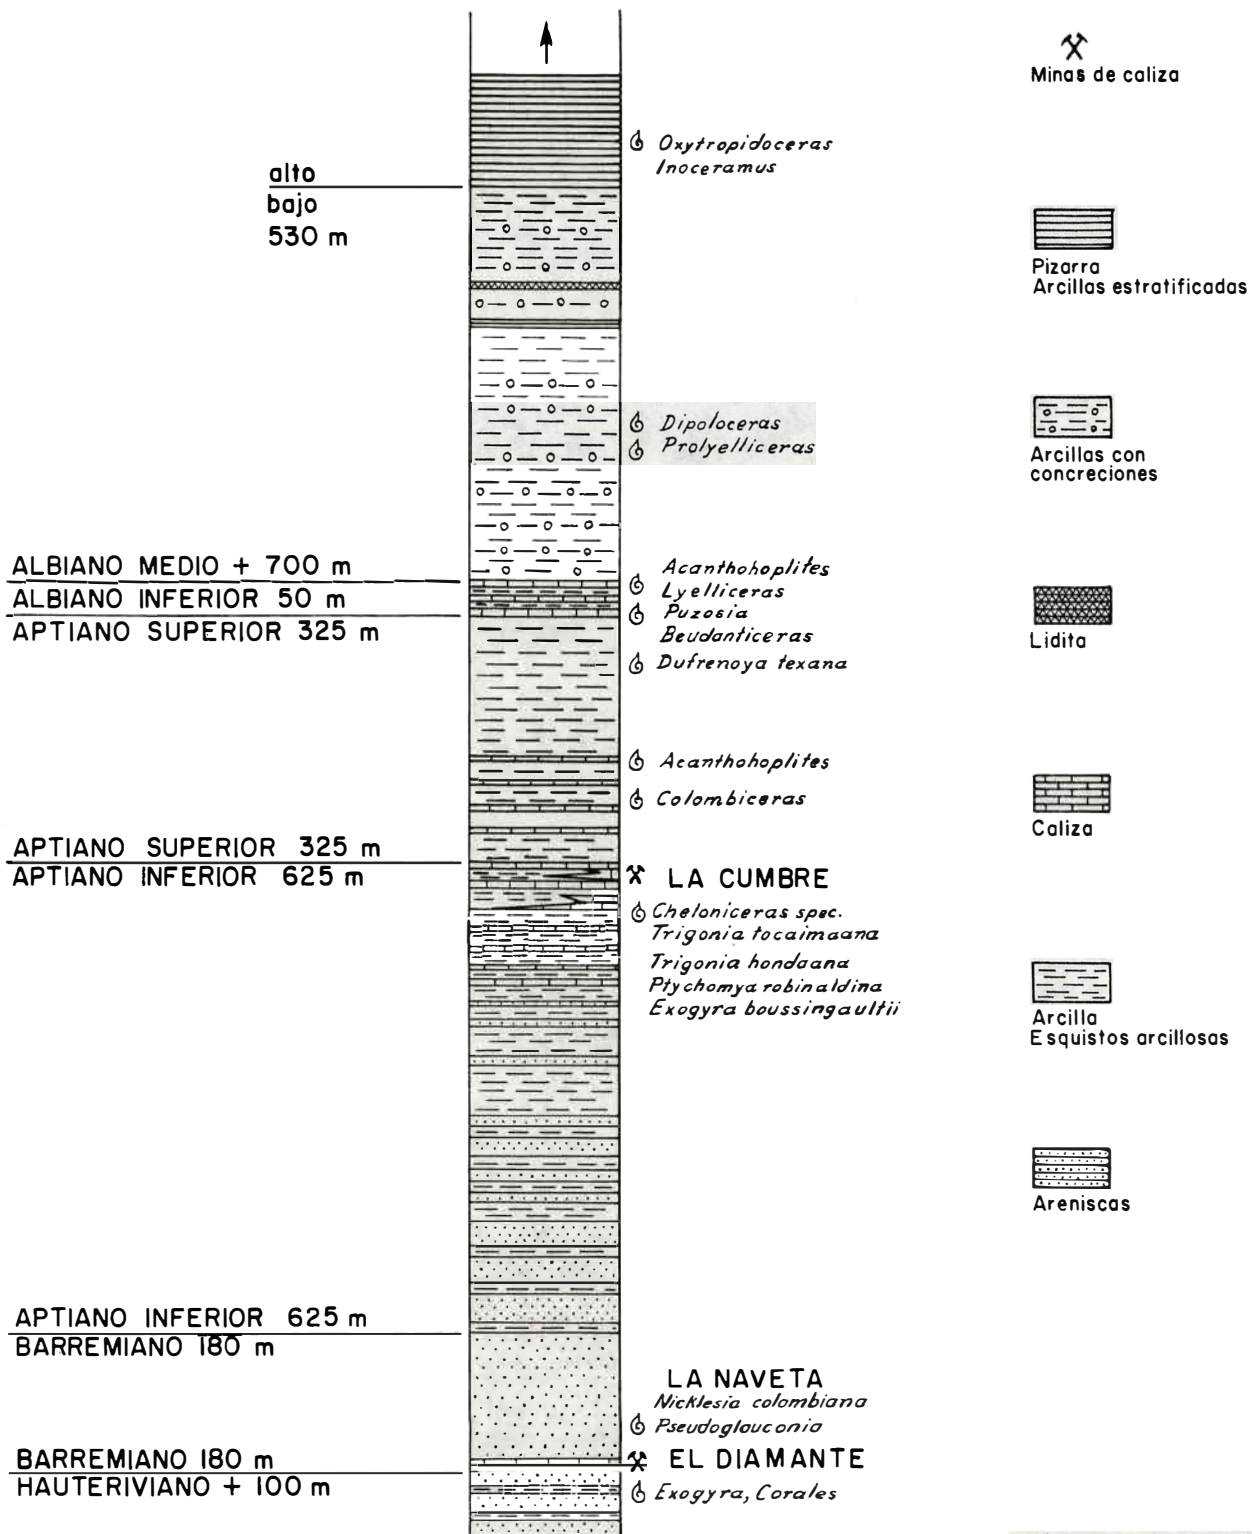 alto
bajo
530 m
ALBIANO MEDIO + 700 m
ALBIANO INFERIOR 50 m
APTIANO SUPERIOR 325 m
APTIANO SUPERIOR 325 m
APTIANO INFERIOR 625 m
APTIANO INFERIOR 625 m
BARREMIANO 180 m
BARREMIANO 180 m
HAUTERIVIANO + 100 m
Oxytropidoceras
Inoceramus
Dipoloceras
Prolyelliceras
Acanthohoplites
Lyelliceras
Puzosia
Beudanticeras
Dufrenoya texana
Acanthohoplites
Colombiceras
LA CUMBRE
Cheloniceras spec.
Trigonia tocaimaana
Trigonia hondaana
Ptychomya robinaldina
Exogyra boussingaultii
LA NAVETA
Nicklesia colombiana
Pseudoglauconia
EL DIAMANTE
Exogyra, Corales
Minas de caliza
Pizarra
Arcillas estratificadas
Arcillas con
concreciones
Lidita
Caliza
Arcilla
Esquistos arcillosas
Areniscas